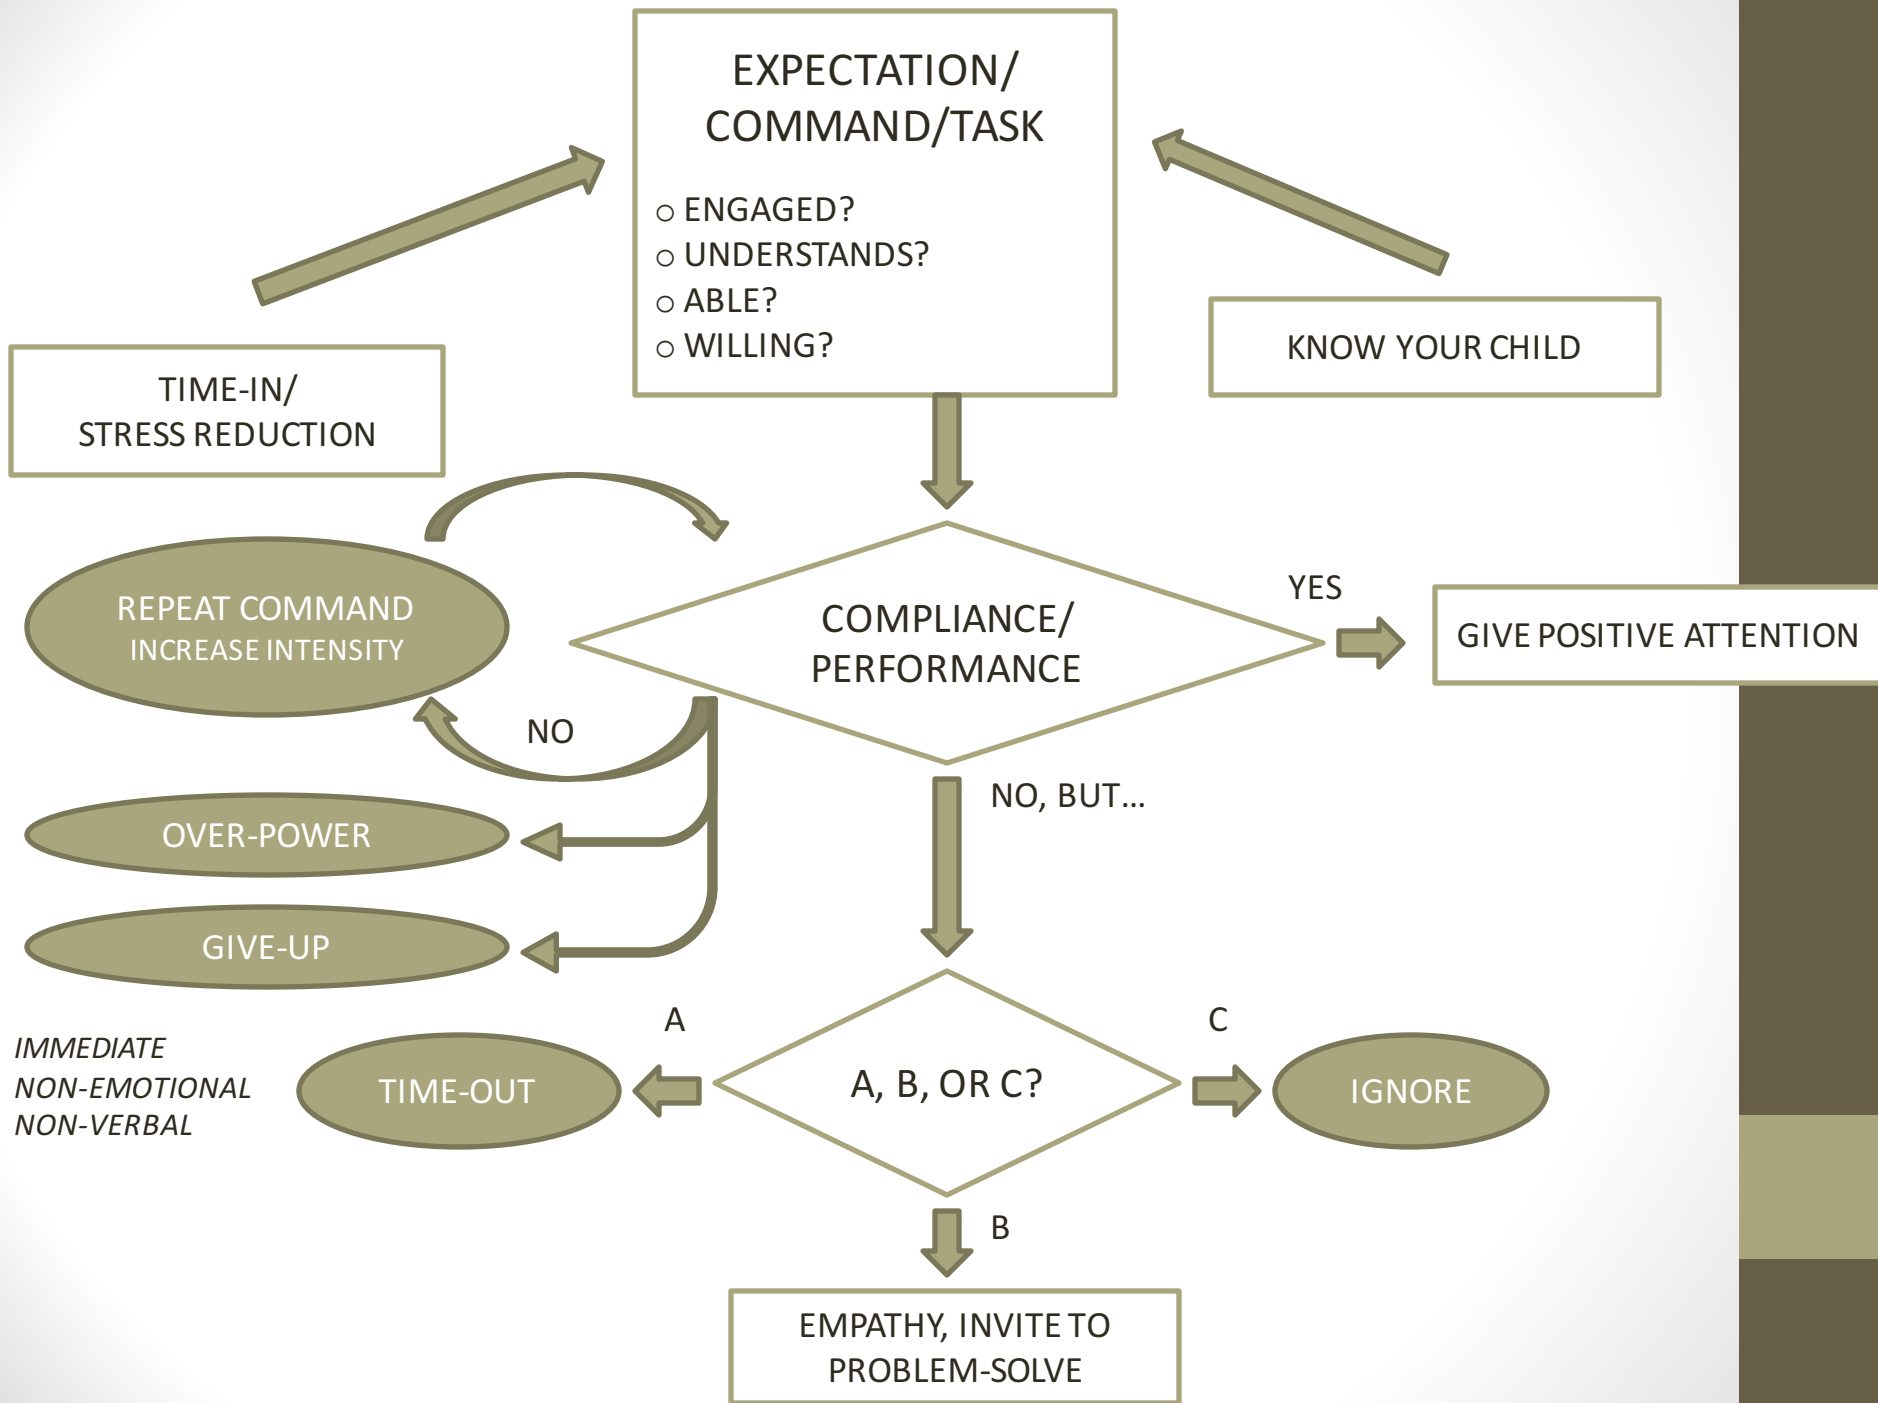 EXPECTATION/
COMMAND/TASK
○ ENGAGED?
○ UNDERSTANDS?
○ ABLE?
○ WILLING?
KNOW YOUR CHILD
TIME-IN/
STRESS REDUCTION
REPEAT COMMAND
INCREASE INTENSITY
COMPLIANCE/
PERFORMANCE
YES
GIVE POSITIVE ATTENTION
NO
NO, BUT…
OVER-POWER
GIVE-UP
IMMEDIATE
NON-EMOTIONAL
NON-VERBAL
A
TIME-OUT
A, B, OR C?
C
IGNORE
B
EMPATHY, INVITE TO
PROBLEM-SOLVE